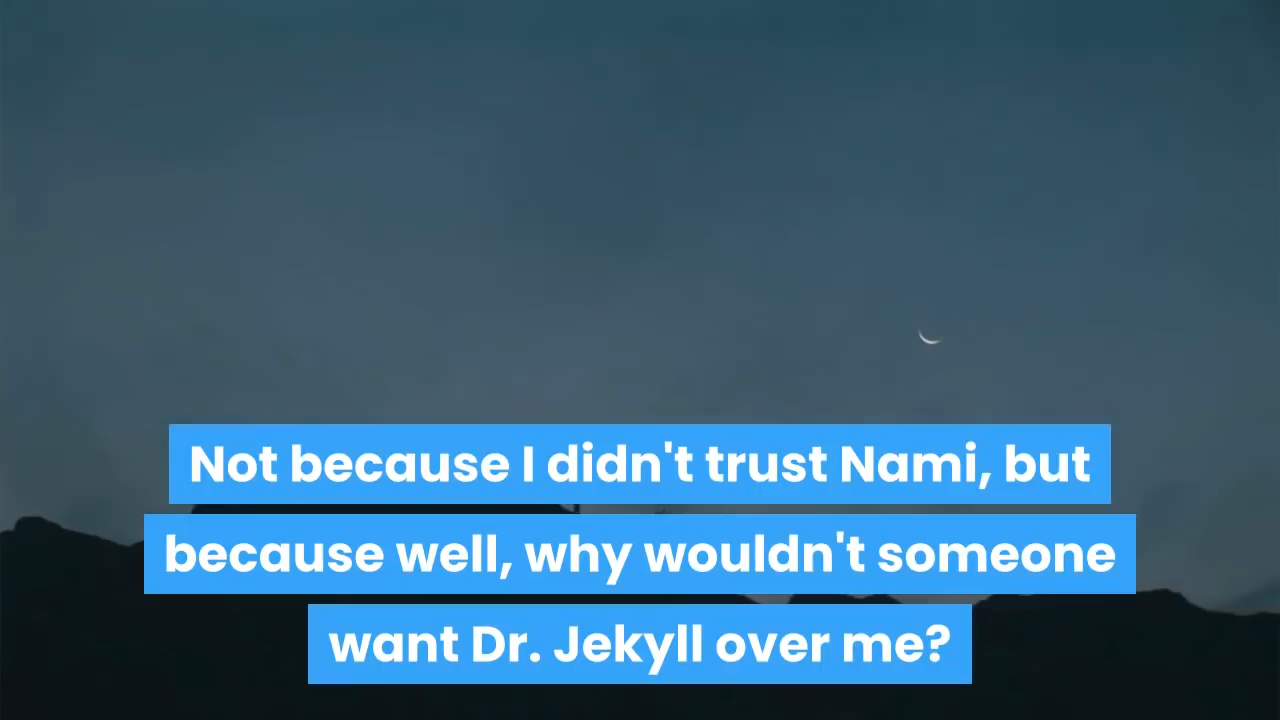 Not because I didn't trust Nami, but
because well, why wouldn't someone
want Dr. Jekyll over me?